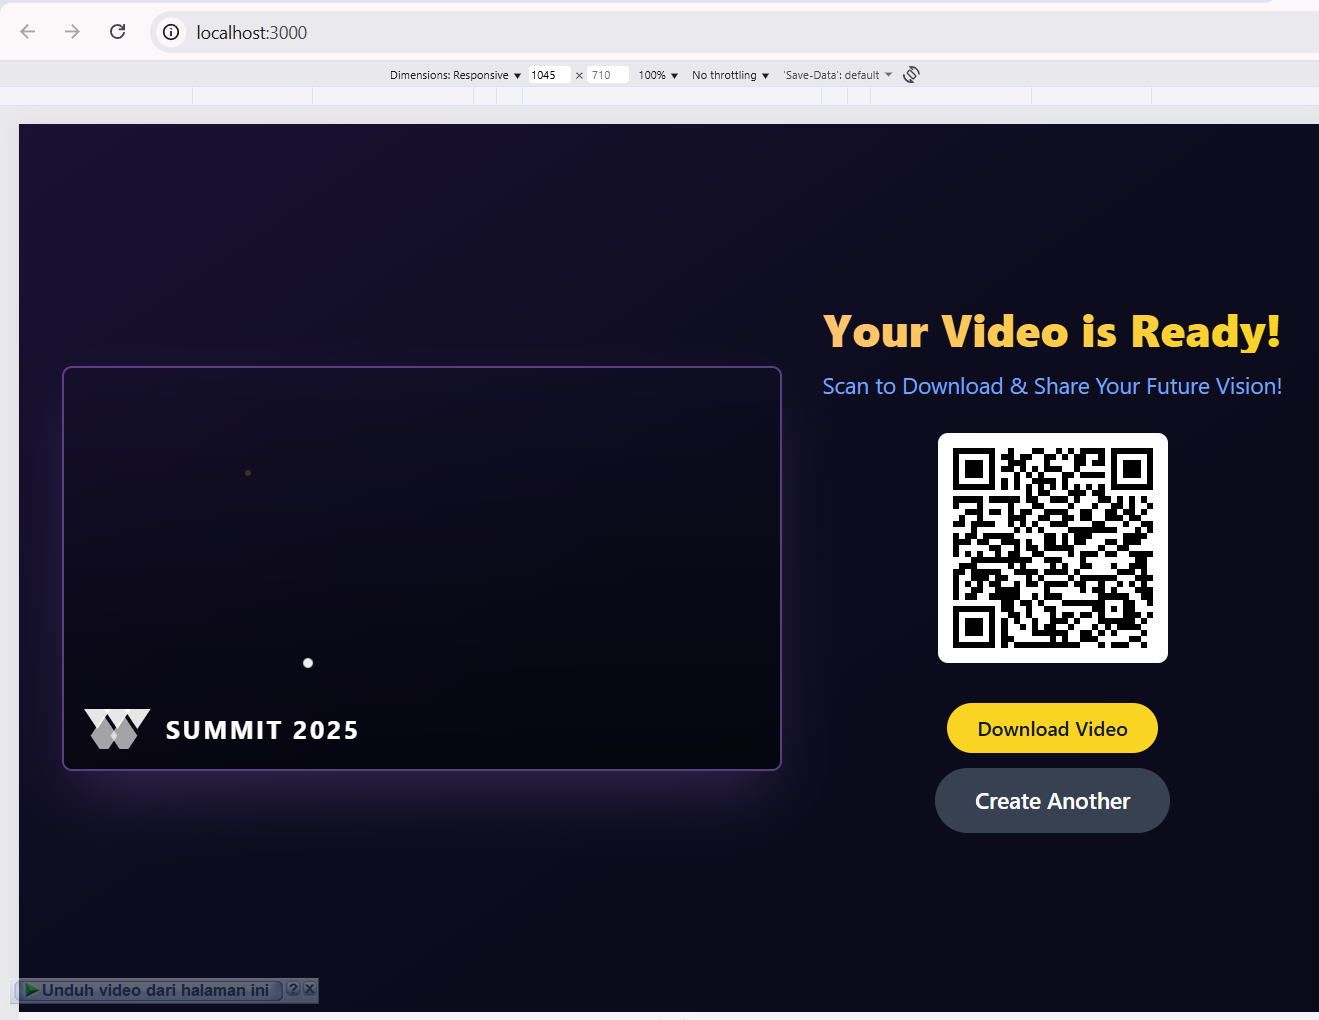 localhost:3000
Dimensions: Responsive ▼ 1045 × 710 100% ▼ No throttling ▼ 'Save-Data': default ▼
Your Video is Ready!
Scan to Download & Share Your Future Vision!
SUMMIT 2025
Download Video
Create Another
Unduh video dari halaman ini ? X